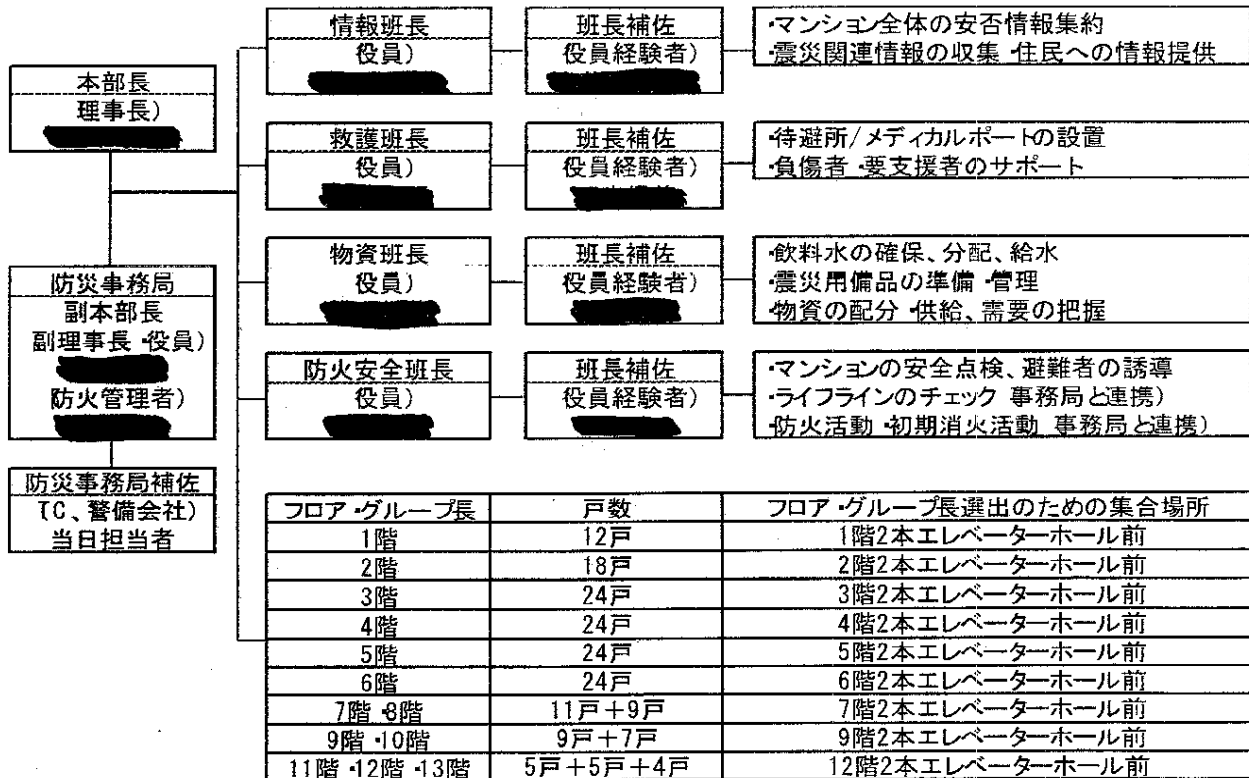 本部長
理事長)
防災事務局
副本部長
副理事長・役員)
防火管理者)
防災事務局補佐
(C、警備会社)
当日担当者
情報班長
役員)
班長補佐
役員経験者)
・マンション全体の安否情報集約
・震災関連情報の収集・住民への情報提供
救護班長
役員)
班長補佐
役員経験者)
・待避所/メディカルポートの設置
・負傷者・要支援者のサポート
物資班長
役員)
班長補佐
役員経験者)
・飲料水の確保、分配、給水
・震災用備品の準備・管理
・物資の配分・供給、需要の把握
防火安全班長
役員)
班長補佐
役員経験者)
・マンションの安全点検、避難者の誘導
・ライフラインのチェック 事務局と連携)
・防火活動・初期消火活動 事務局と連携)
フロア・グループ長 戸数 フロア・グループ長選出のための集合場所
1階 12戸 1階2本エレベーターホール前
2階 18戸 2階2本エレベーターホール前
3階 24戸 3階2本エレベーターホール前
4階 24戸 4階2本エレベーターホール前
5階 24戸 5階2本エレベーターホール前
6階 24戸 6階2本エレベーターホール前
7階・8階 11戸+9戸 7階2本エレベーターホール前
9階・10階 9戸+7戸 9階2本エレベーターホール前
11階・12階・13階 5戸+5戸+4戸 12階2本エレベーターホール前